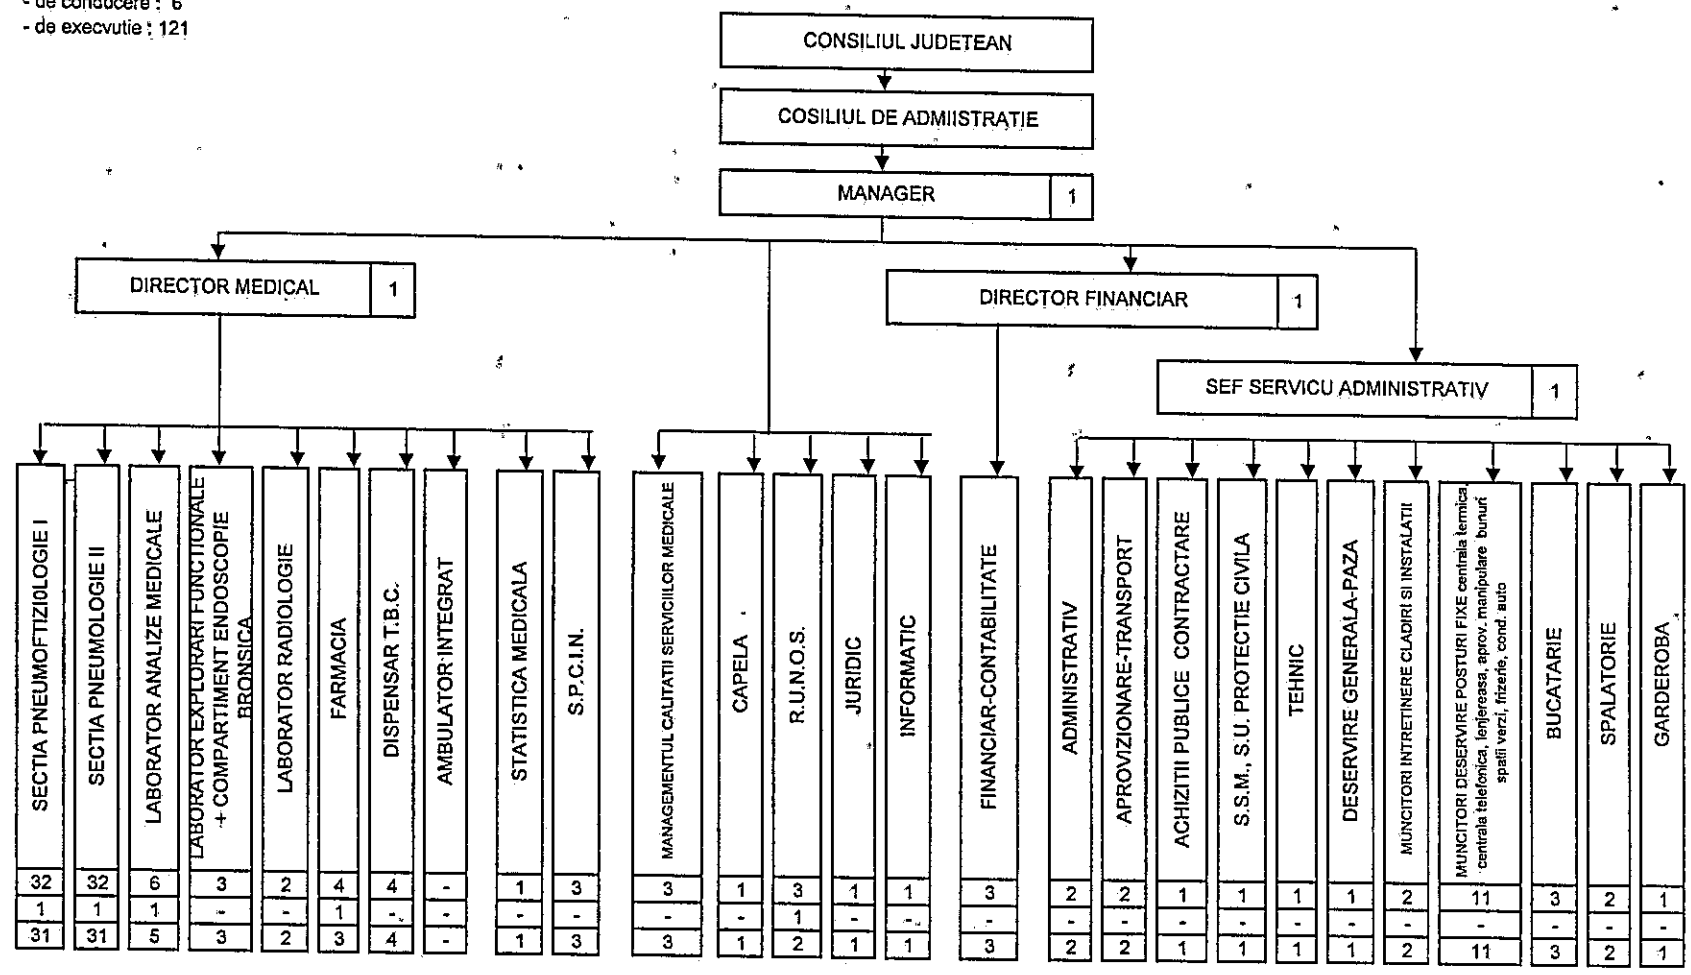 - de conducere : 6
- de execvutie : 121
CONSILIUL JUDETEAN
COSILIUL DE ADMIISTRATIE
MANAGER 1
DIRECTOR MEDICAL 1
DIRECTOR FINANCIAR 1
SEF SERVICU ADMINISTRATIV 1
SECTIA PNEUMOFTIZIOLOGIE I
SECTIA PNEUMOLOGIE II
LABORATOR ANALIZE MEDICALE
LABORATOR EXPLORARI FUNCTIONALE
+ COMPARTIMENT ENDOSCOPIE
BRONSICA
LABORATOR RADIOLOGIE
FARMACIA
DISPENSAR T.B.C.
AMBULATOR INTEGRAT
STATISTICA MEDICALA
S.P.C.I.N.
MANAGEMENTUL CALITATII SERVICIILOR MEDICALE
CAPELA
R.U.N.O.S.
JURIDIC
INFORMATIC
FINANCIAR-CONTABILITATE
ADMINISTRATIV
APROVIZIONARE-TRANSPORT
ACHIZITII PUBLICE CONTRACTARE
S.S.M., S.U. PROTECTIE CIVILA
TEHNIC
DESERVIRE GENERALA-PAZA
MUNCITORI INTRETINERE CLADIRI SI INSTALATII
MUNCITORI DESERVIRE POSTURI FIXE centrala termica,
centrala telefonica, lenjereasa, aprov, manipulare bunuri
spatii verzi, frizerie, cond. auto
BUCATARIE
SPALATORIE
GARDEROBA
32 32 6 3 2 4 4 - 1 3 3 1 3 1 1 3 2 2 1 1 1 1 2 11 3 2 1
1 1 1 - - 1 - - - - - - 1 - - - - - - - - - - - - - -
31 31 5 3 2 3 4 - 1 3 3 1 2 1 1 3 2 2 1 1 1 1 2 11 3 2 1